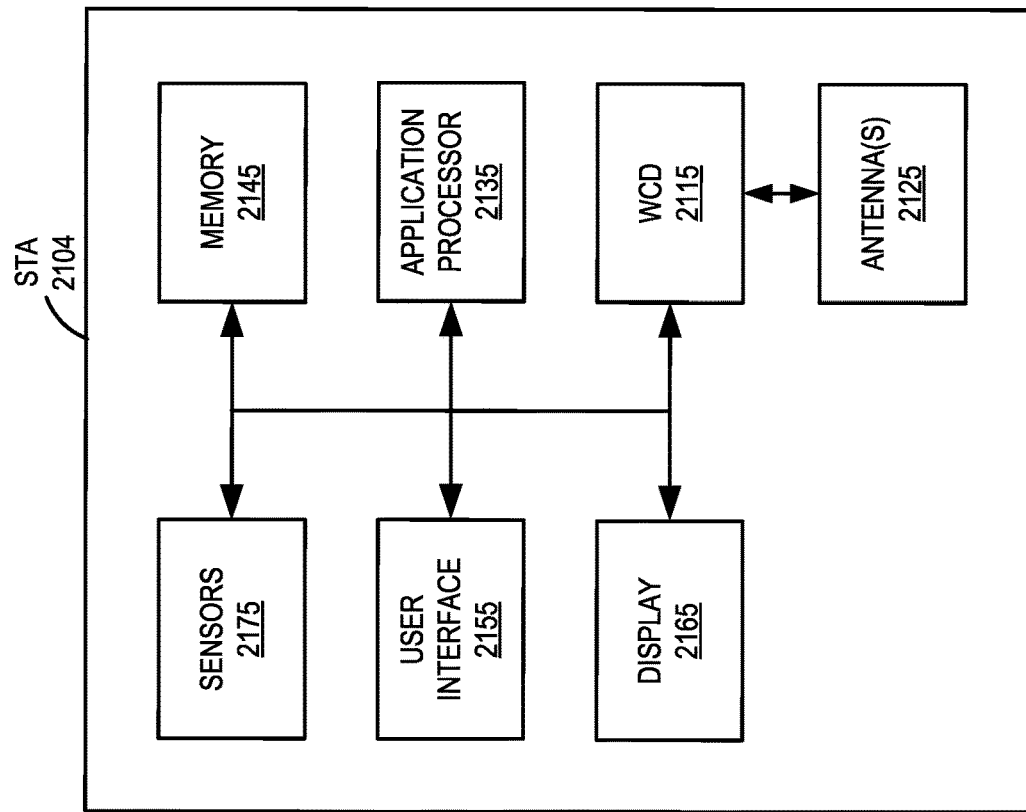 STA
2104
SENSORS
2175
MEMORY
2145
USER
INTERFACE
2155
APPLICATION
PROCESSOR
2135
DISPLAY
2165
WCD
2115
ANTENNA(S)
2125